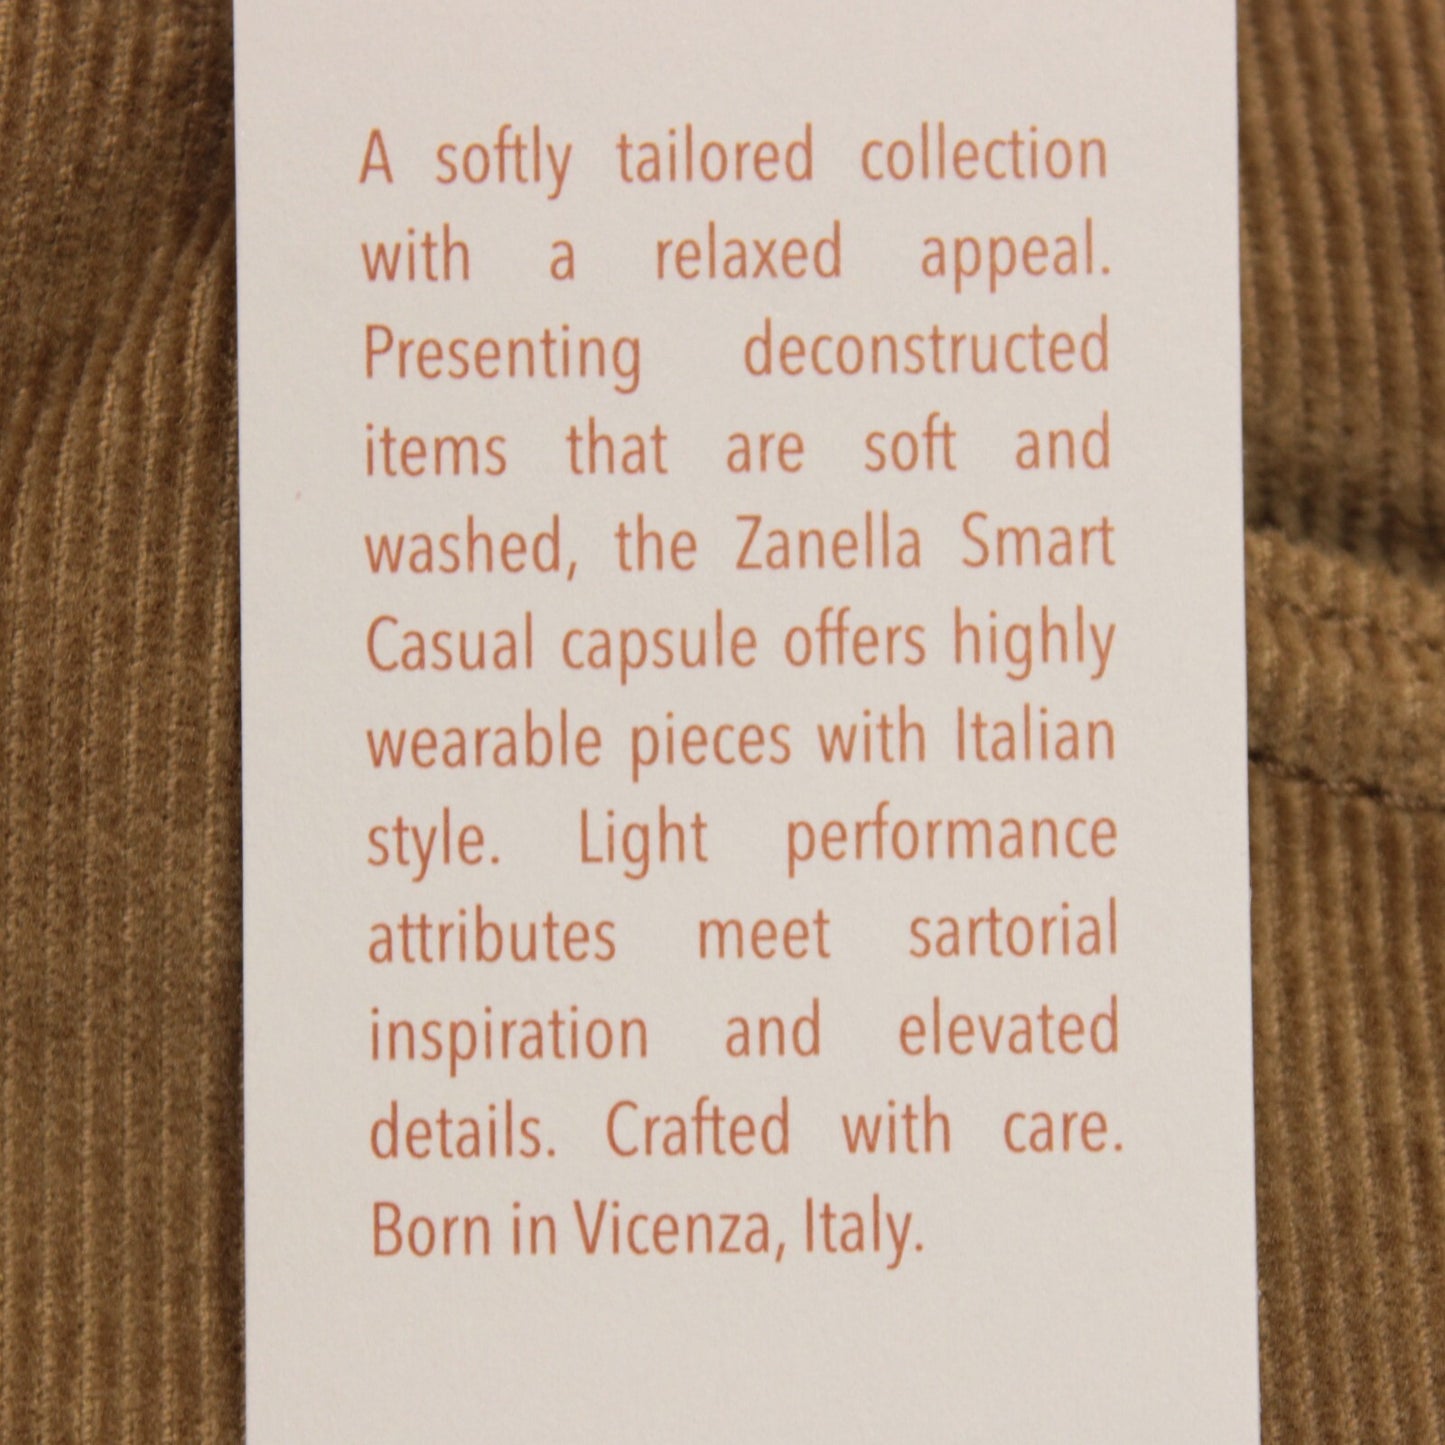 A softly tailored collection
with a relaxed appeal.
Presenting deconstructed
items that are soft and
washed, the Zanella Smart
Casual capsule offers highly
wearable pieces with Italian
style. Light performance
attributes meet sartorial
inspiration and elevated
details. Crafted with care.
Born in Vicenza, Italy.